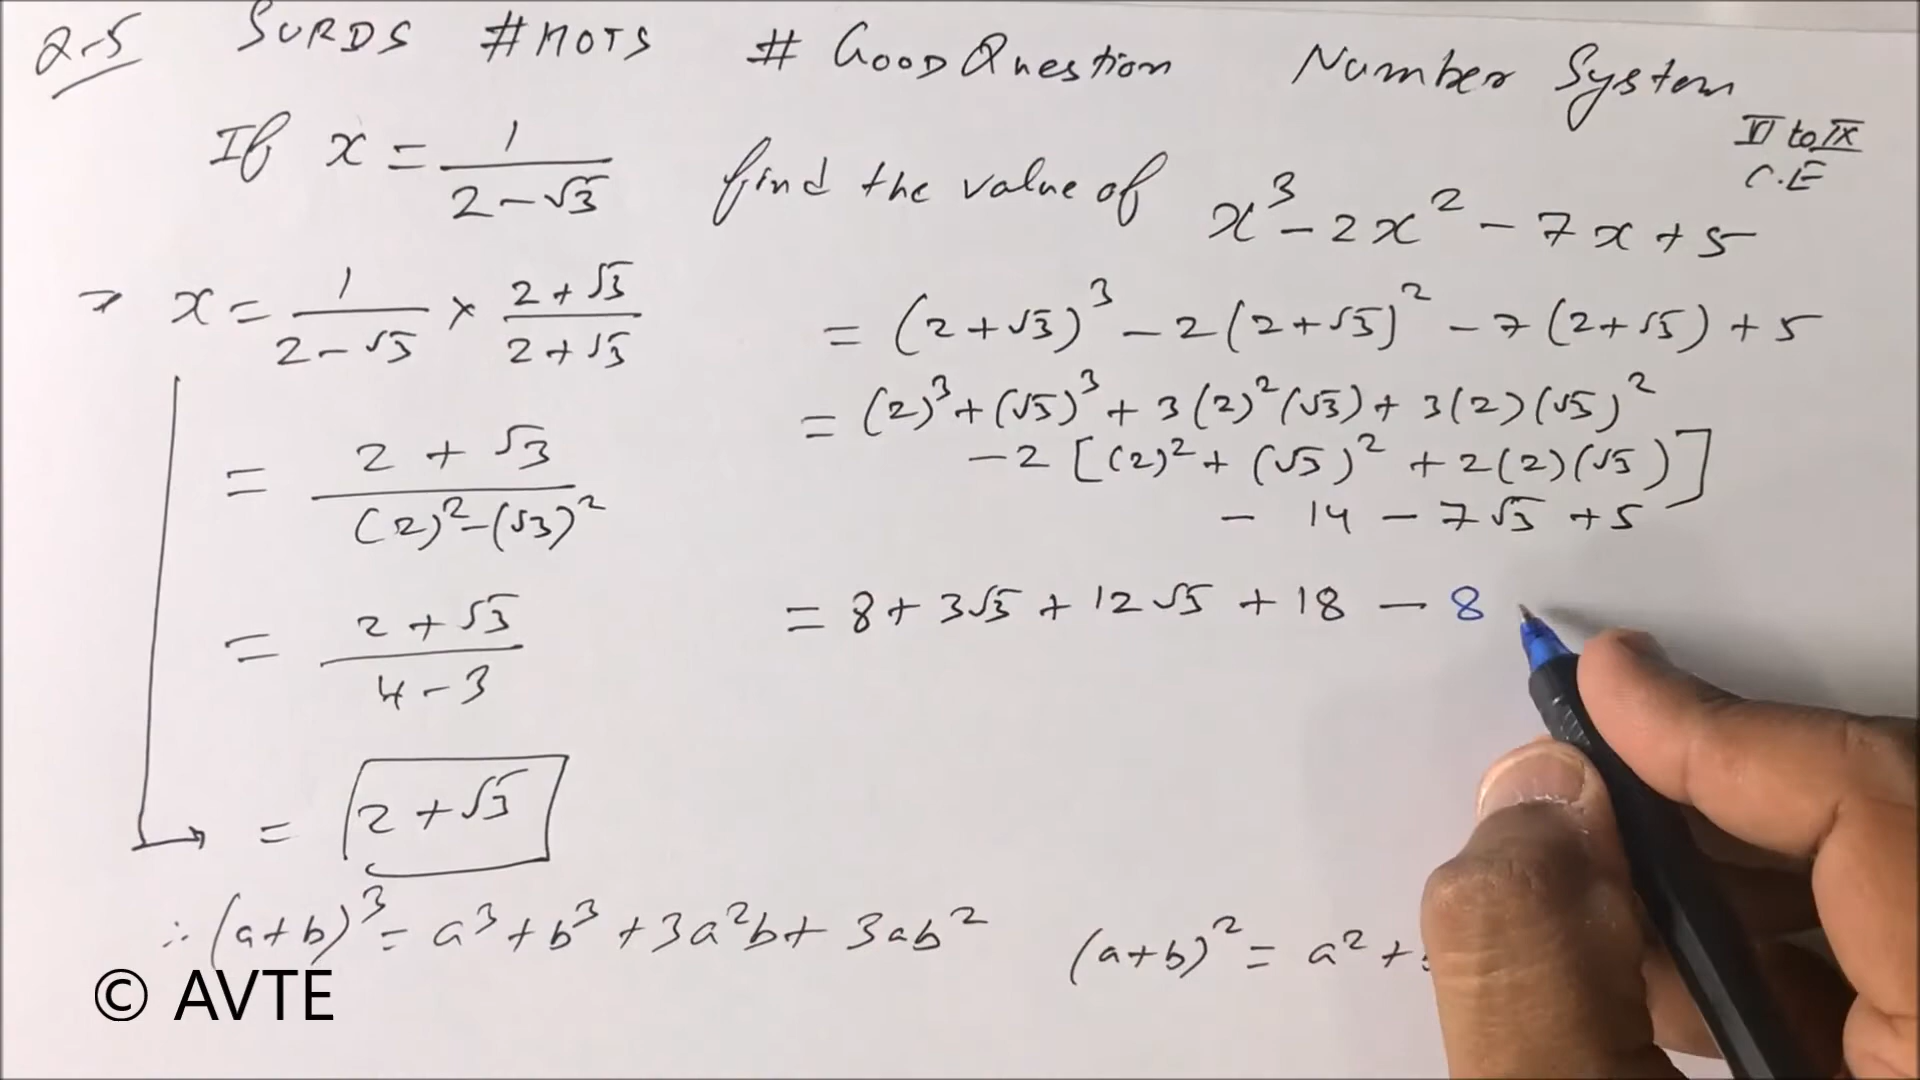 Q-5 SURDS #HOTS # GOOD Question Number System
VI to IX
C.E
If x = 1/(2-√3) find the value of x³ - 2x² - 7x + 5
→ x = 1/(2-√3) × (2+√3)/(2+√3)
= (2+√3)/((2)²-(√3)²)
= (2+√3)/(4-3)
= 2+√3
= (2+√3)³ - 2(2+√3)² - 7(2+√3) + 5
= (2)³ + (√3)³ + 3(2)²(√3) + 3(2)(√3)²
-2 [(2)² + (√3)² + 2(2)(√3)]
- 14 - 7√3 + 5
= 8 + 3√3 + 12√3 + 18 - 8
∴ (a+b)³ = a³ + b³ + 3a²b + 3ab²
(a+b)² = a² +
© AVTE